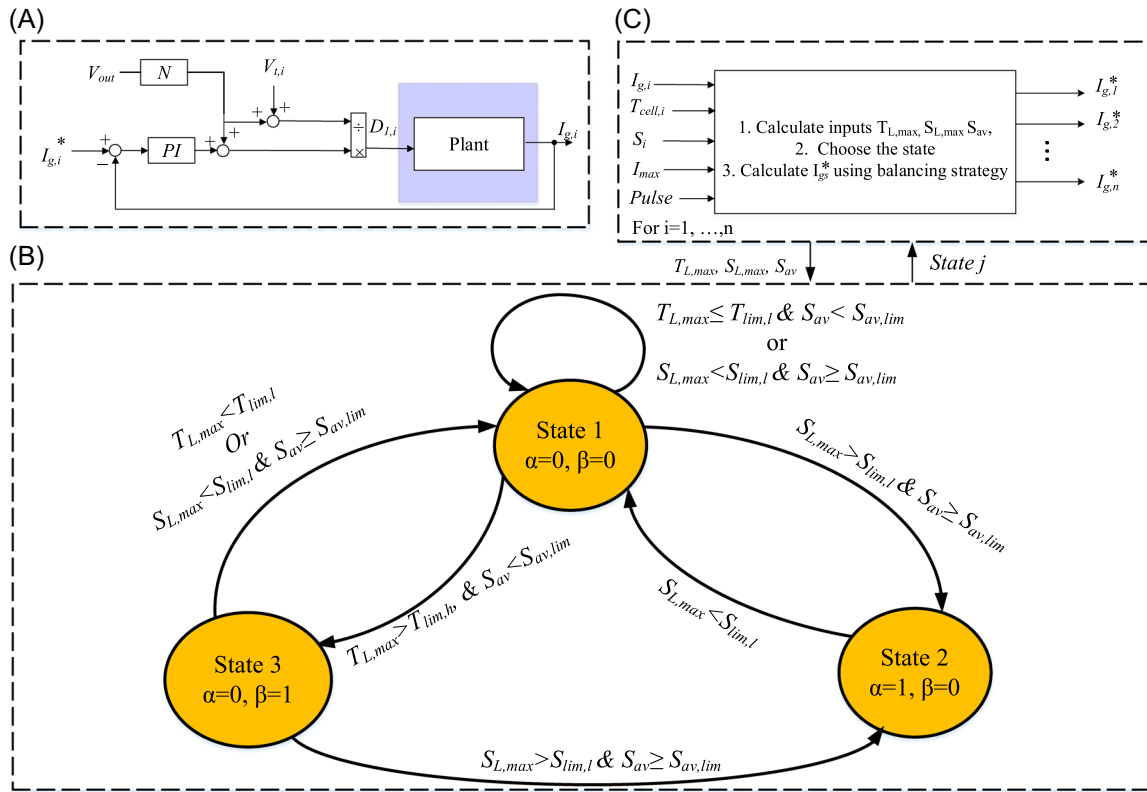 (A)
V_out
N
V_t,i
+
+
+
+
÷
×
D_1,i
I_g,i*
+
−
PI
Plant
I_g,i
(C)
I_g,i
T_cell,i
S_i
I_max
Pulse
For i=1, …,n
1. Calculate inputs T_L,max, S_L,max S_av,
2. Choose the state
3. Calculate I_gs* using balancing strategy
I_g,1*
I_g,2*
⋮
I_g,n*
T_L,max, S_L,max, S_av
State j
(B)
T_L,max ≤ T_lim,l & S_av < S_av,lim
or
S_L,max < S_lim,l & S_av ≥ S_av,lim
T_L,max < T_lim,l
Or
S_L,max < S_lim,l & S_av ≥ S_av,lim
State 1
α=0, β=0
S_L,max > S_lim,l & S_av ≥ S_av,lim
T_L,max > T_lim,h, & S_av < S_av,lim
S_L,max < S_lim,l
State 3
α=0, β=1
State 2
α=1, β=0
S_L,max > S_lim,l & S_av ≥ S_av,lim